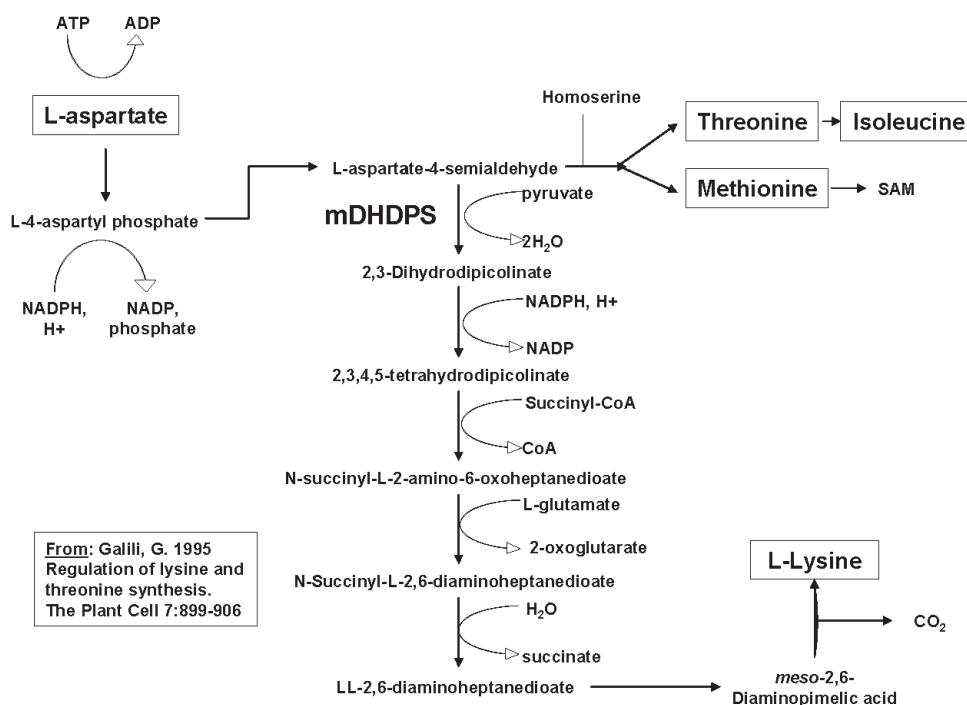 ATP ADP
L-aspartate
L-4-aspartyl phosphate
NADPH, NADP,
H+ phosphate
Homoserine
L-aspartate-4-semialdehyde
Threonine
Isoleucine
Methionine
SAM
mDHDPS
pyruvate
2H₂O
2,3-Dihydrodipicolinate
NADPH, H+
NADP
2,3,4,5-tetrahydrodipicolinate
Succinyl-CoA
CoA
N-succinyl-L-2-amino-6-oxoheptanedioate
L-glutamate
2-oxoglutarate
N-Succinyl-L-2,6-diaminoheptanedioate
H₂O
succinate
LL-2,6-diaminoheptanedioate
meso-2,6-
Diaminopimelic acid
L-Lysine
CO₂
From: Galili, G. 1995
Regulation of lysine and
threonine synthesis.
The Plant Cell 7:899-906